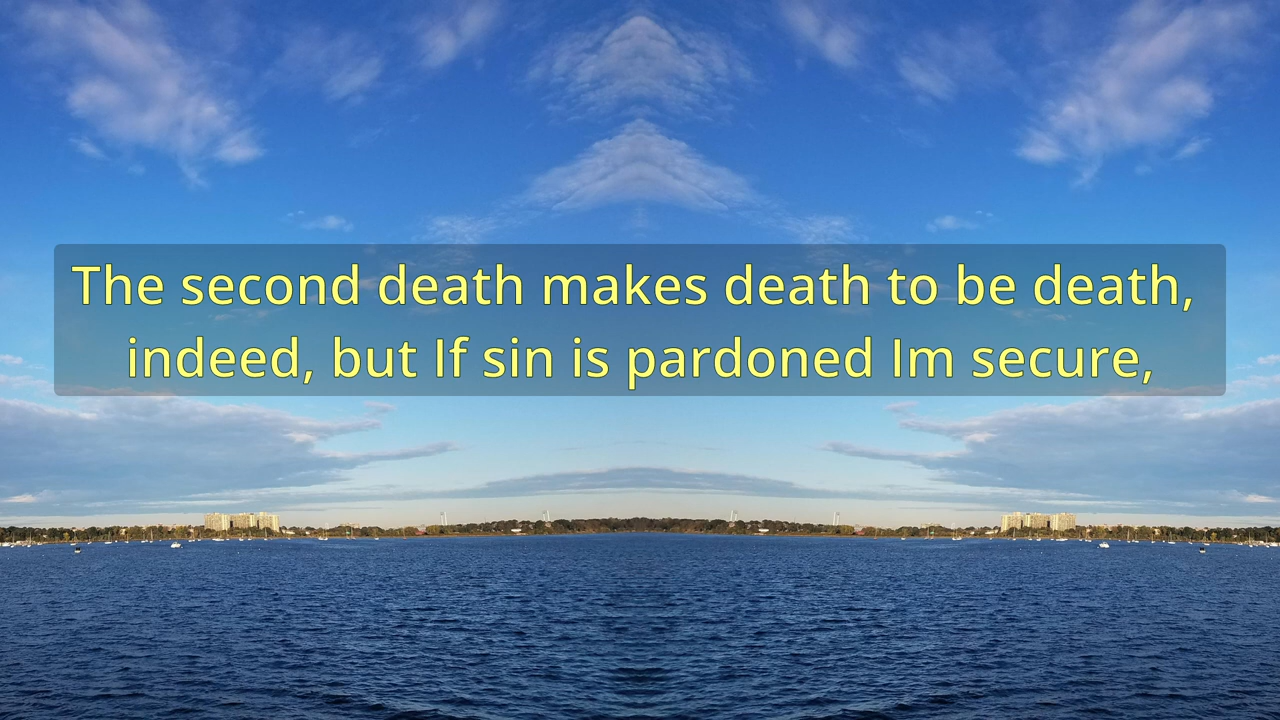 The second death makes death to be death,
indeed, but If sin is pardoned Im secure,